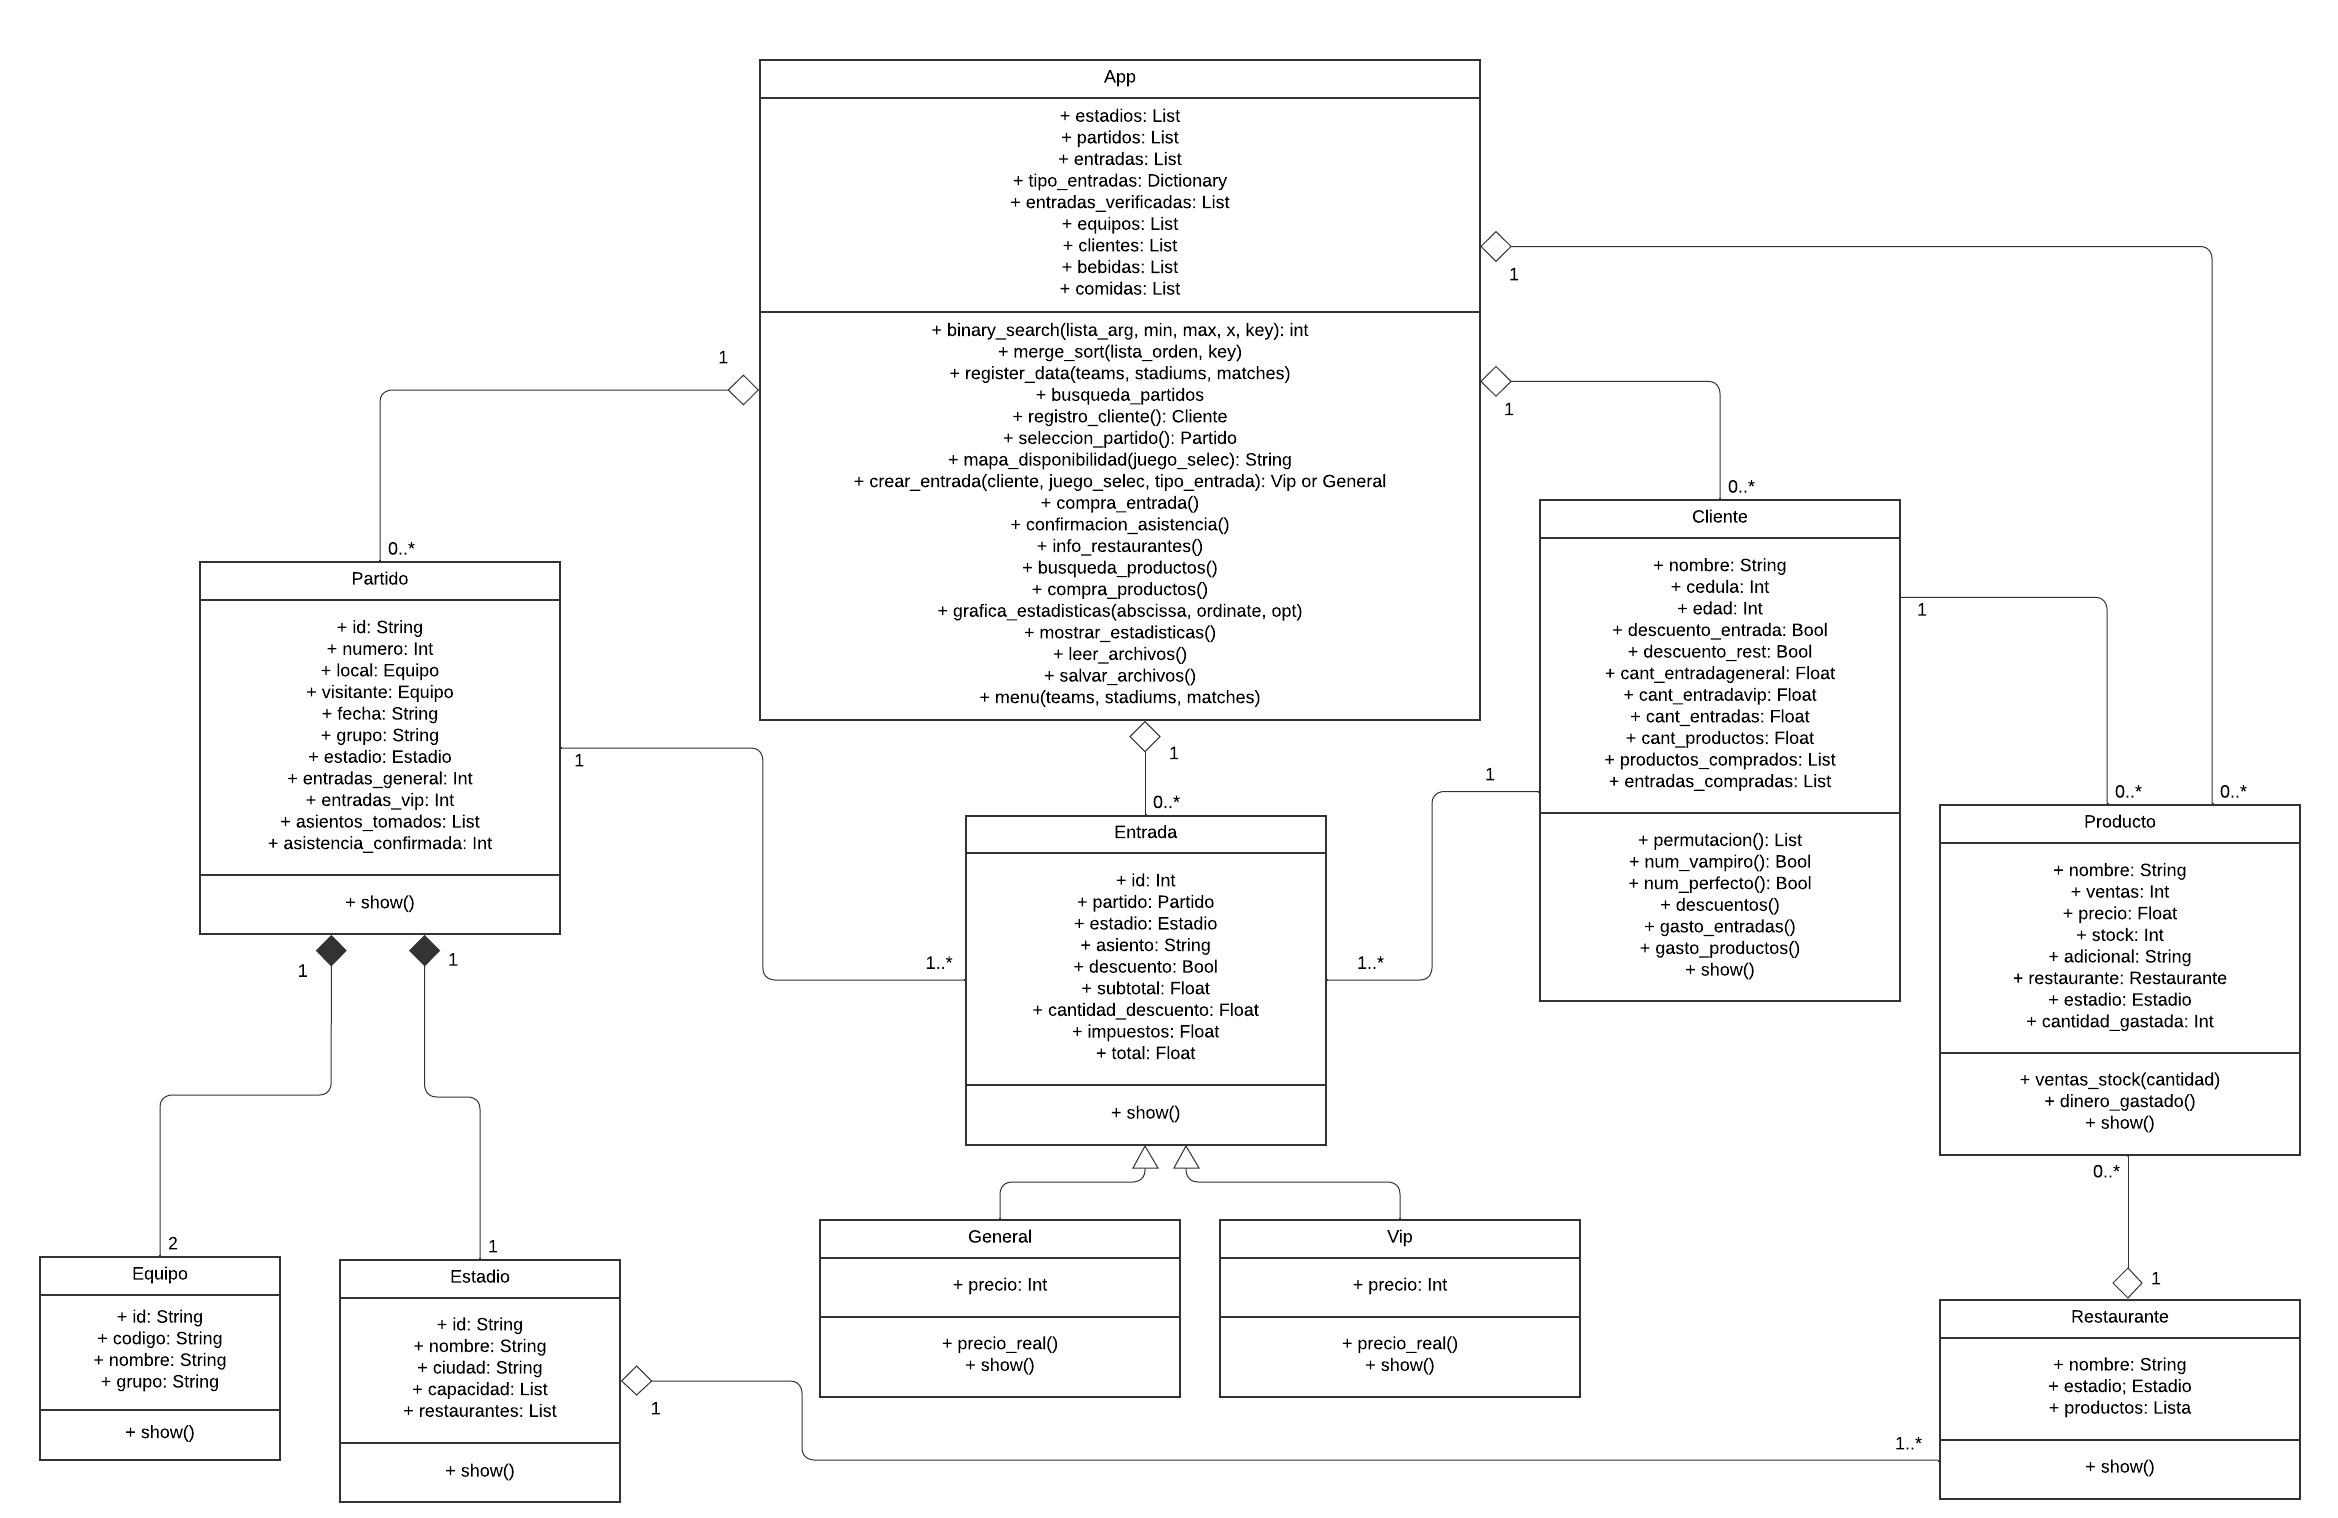 App
+ estadios: List
+ partidos: List
+ entradas: List
+ tipo_entradas: Dictionary
+ entradas_verificadas: List
+ equipos: List
+ clientes: List
+ bebidas: List
+ comidas: List
+ binary_search(lista_arg, min, max, x, key): int
+ merge_sort(lista_orden, key)
+ register_data(teams, stadiums, matches)
+ busqueda_partidos
+ registro_cliente(): Cliente
+ seleccion_partido(): Partido
+ mapa_disponibilidad(juego_selec): String
+ crear_entrada(cliente, juego_selec, tipo_entrada): Vip or General
+ compra_entrada()
+ confirmacion_asistencia()
+ info_restaurantes()
+ busqueda_productos()
+ compra_productos()
+ grafica_estadisticas(abscissa, ordinate, opt)
+ mostrar_estadisticas()
+ leer_archivos()
+ salvar_archivos()
+ menu(teams, stadiums, matches)
1
1
1
1
0..*
0..*
0..*
0..*
Partido
+ id: String
+ numero: Int
+ local: Equipo
+ visitante: Equipo
+ fecha: String
+ grupo: String
+ estadio: Estadio
+ entradas_general: Int
+ entradas_vip: Int
+ asientos_tomados: List
+ asistencia_confirmada: Int
+ show()
1
1..*
1
1
Cliente
+ nombre: String
+ cedula: Int
+ edad: Int
+ descuento_entrada: Bool
+ descuento_rest: Bool
+ cant_entradageneral: Float
+ cant_entradavip: Float
+ cant_entradas: Float
+ cant_productos: Float
+ productos_comprados: List
+ entradas_compradas: List
+ permutacion(): List
+ num_vampiro(): Bool
+ num_perfecto(): Bool
+ descuentos()
+ gasto_entradas()
+ gasto_productos()
+ show()
1
0..*
1
1..*
Entrada
+ id: Int
+ partido: Partido
+ estadio: Estadio
+ asiento: String
+ descuento: Bool
+ subtotal: Float
+ cantidad_descuento: Float
+ impuestos: Float
+ total: Float
+ show()
Producto
+ nombre: String
+ ventas: Int
+ precio: Float
+ stock: Int
+ adicional: String
+ restaurante: Restaurante
+ estadio: Estadio
+ cantidad_gastada: Int
+ ventas_stock(cantidad)
+ dinero_gastado()
+ show()
0..*
1
2
Equipo
+ id: String
+ codigo: String
+ nombre: String
+ grupo: String
+ show()
1
Estadio
+ id: String
+ nombre: String
+ ciudad: String
+ capacidad: List
+ restaurantes: List
+ show()
1
1..*
General
+ precio: Int
+ precio_real()
+ show()
Vip
+ precio: Int
+ precio_real()
+ show()
Restaurante
+ nombre: String
+ estadio; Estadio
+ productos: Lista
+ show()